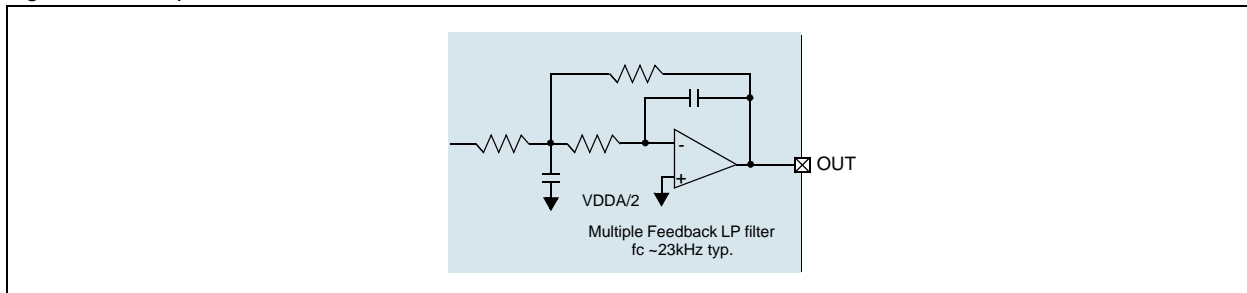 -
OUT
+
VDDA/2
Multiple Feedback LP filter
fc ~23kHz typ.